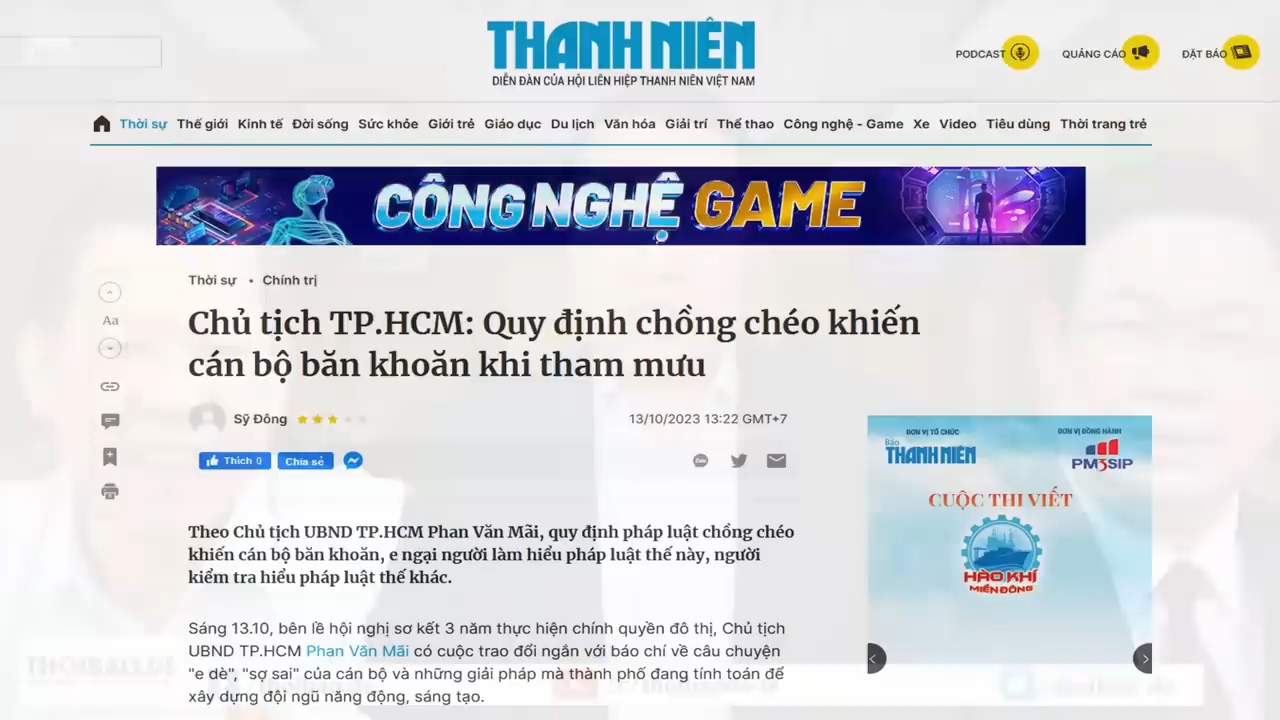 THANH NIÊN
DIỄN ĐÀN CỦA HỘI LIÊN HIỆP THANH NIÊN VIỆT NAM
PODCAST QUẢNG CÁO ĐẶT BÁO
Thời sự Thế giới Kinh tế Đời sống Sức khỏe Giới trẻ Giáo dục Du lịch Văn hóa Giải trí Thể thao Công nghệ - Game Xe Video Tiêu dùng Thời trang trẻ
CÔNG NGHỆ GAME
Thời sự • Chính trị
Chủ tịch TP.HCM: Quy định chồng chéo khiến
cán bộ băn khoăn khi tham mưu
Aa
Sỹ Đông
13/10/2023 13:22 GMT+7
Thích 0 Chia sẻ
Theo Chủ tịch UBND TP.HCM Phan Văn Mãi, quy định pháp luật chồng chéo
khiến cán bộ băn khoăn, e ngại người làm hiểu pháp luật thế này, người
kiểm tra hiểu pháp luật thế khác.
Sáng 13.10, bên lề hội nghị sơ kết 3 năm thực hiện chính quyền đô thị, Chủ tịch
UBND TP.HCM Phan Văn Mãi có cuộc trao đổi ngắn với báo chí về câu chuyện
"e dè", "sợ sai" của cán bộ và những giải pháp mà thành phố đang tính toán để
xây dựng đội ngũ năng động, sáng tạo.
ĐƠN VỊ TỔ CHỨC ĐƠN VỊ ĐỒNG HÀNH
Báo
THANH NIÊN
PM3SIP
CUỘC THI VIẾT
HÀO KHÍ
MIỀN ĐÔNG
THOIBAO.DE